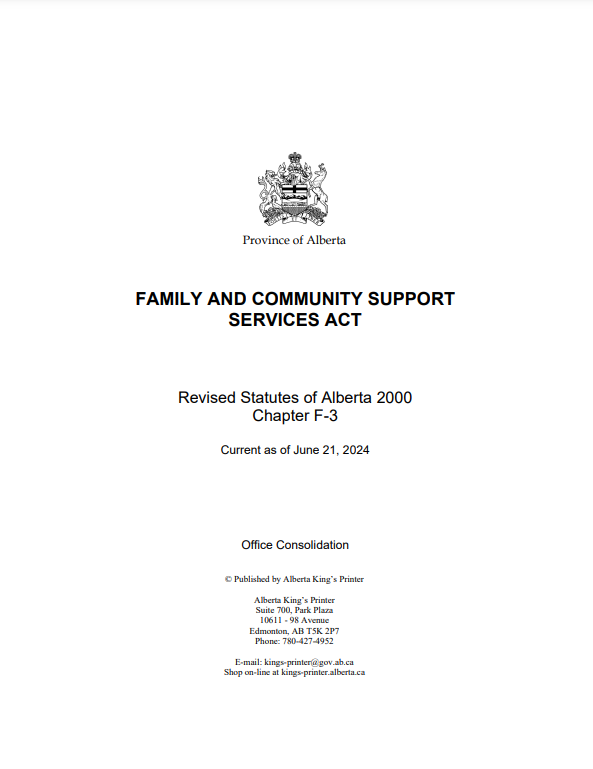 Province of Alberta
FAMILY AND COMMUNITY SUPPORT
SERVICES ACT
Revised Statutes of Alberta 2000
Chapter F-3
Current as of June 21, 2024
Office Consolidation
© Published by Alberta King’s Printer
Alberta King’s Printer
Suite 700, Park Plaza
10611 - 98 Avenue
Edmonton, AB T5K 2P7
Phone: 780-427-4952
E-mail: kings-printer@gov.ab.ca
Shop on-line at kings-printer.alberta.ca